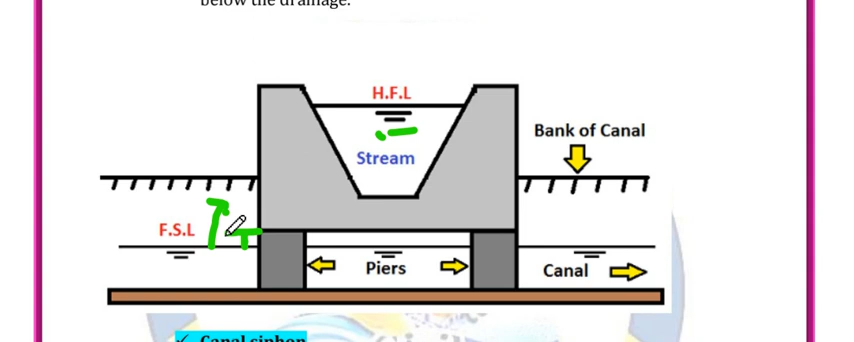 below the drainage.
H.F.L
Bank of Canal
Stream
F.S.L
Piers
Canal
✓ Canal siphon